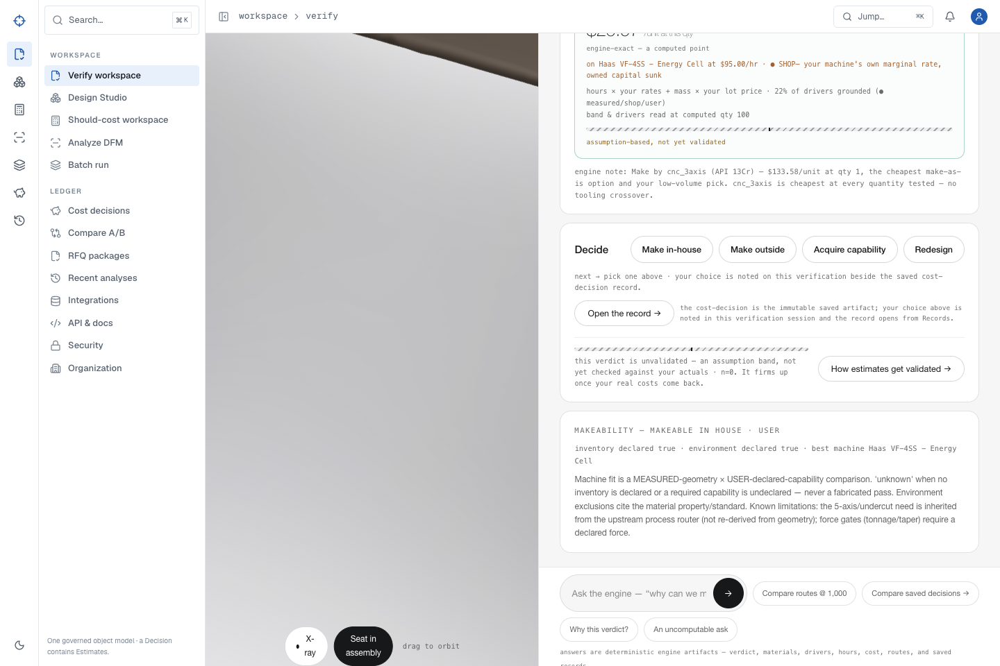 Search...
⌘ K
WORKSPACE
Verify workspace
Design Studio
Should-cost workspace
Analyze DFM
Batch run
LEDGER
Cost decisions
Compare A/B
RFQ packages
Recent analyses
Integrations
API & docs
Security
Organization
One governed object model · a Decision
contains Estimates.
workspace > verify
Jump...
⌘K
X-
ray
Seat in
assembly
drag to orbit
/unit at this qty
engine-exact — a computed point
on Haas VF-4SS - Energy Cell at $95.00/hr · ● SHOP— your machine's own marginal rate,
owned capital sunk
hours × your rates + mass × your lot price · 22% of drivers grounded (●
measured/shop/user)
band & drivers read at computed qty 100
assumption-based, not yet validated
engine note: Make by cnc_3axis (API 13Cr) — $133.58/unit at qty 1, the cheapest make-as-
is option and your low-volume pick. cnc_3axis is cheapest at every quantity tested — no
tooling crossover.
Decide
Make in-house
Make outside
Acquire capability
Redesign
next → pick one above · your choice is noted on this verification beside the saved cost-
decision record.
Open the record →
the cost-decision is the immutable saved artifact; your choice above is
noted in this verification session and the record opens from Records.
this verdict is unvalidated — an assumption band, not
yet checked against your actuals · n=0. It firms up
once your real costs come back.
How estimates get validated →
MAKEABILITY — MAKEABLE IN HOUSE · USER
inventory declared true · environment declared true · best machine Haas VF-4SS - Energy
Cell
Machine fit is a MEASURED-geometry × USER-declared-capability comparison. 'unknown' when no
inventory is declared or a required capability is undeclared — never a fabricated pass. Environment
exclusions cite the material property/standard. Known limitations: the 5-axis/undercut need is inherited
from the upstream process router (not re-derived from geometry); force gates (tonnage/taper) require a
declared force.
Ask the engine — “why can we m
→
Compare routes @ 1,000
Compare saved decisions →
Why this verdict?
An uncomputable ask
answers are deterministic engine artifacts — verdict, materials, drivers, hours, cost, routes, and saved
records